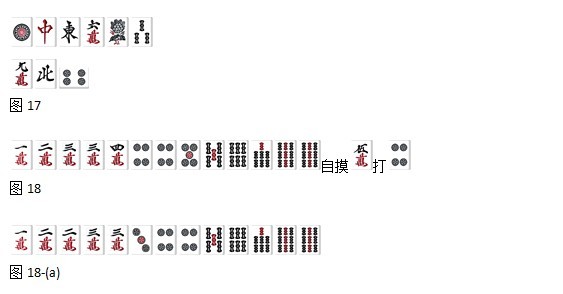 中 東 六萬
九萬 北
图 17
一萬 二萬 三萬 三萬 四萬 自摸 伍萬 打
图 18
一萬 二萬 二萬 三萬 三萬
图 18-(a)